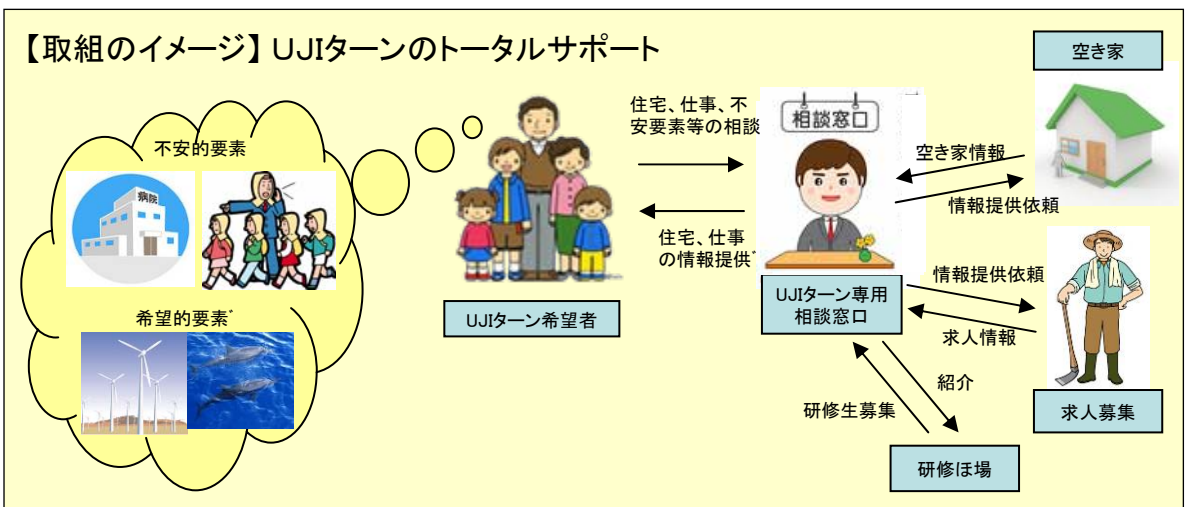 【取組のイメージ】 UJIターンのトータルサポート
空き家
不安的要素
病院
希望的要素*
UJIターン希望者
住宅、仕事、不
安要素等の相談
住宅、仕事
の情報提供*
相談窓口
UJIターン専用
相談窓口
空き家情報
情報提供依頼
情報提供依頼
求人情報
求人募集
紹介
研修生募集
研修ほ場